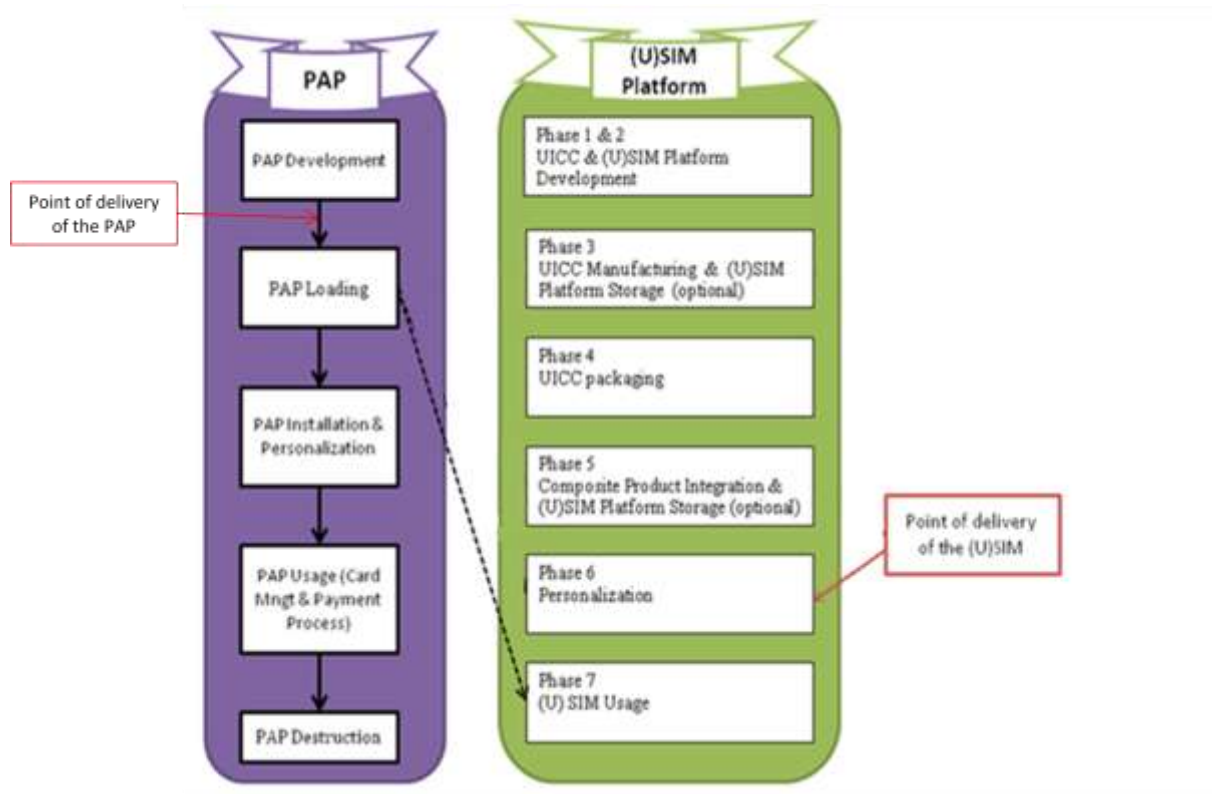 PAP
PAP Development
Point of delivery
of the PAP
PAP Loading
PAP Installation &
Personalization
PAP Usage (Card
Mngt & Payment
Process)
PAP Destruction
(U)SIM
Platform
Phase 1 & 2
UICC & (U)SIM Platform
Development
Phase 3
UICC Manufacturing & (U)SIM
Platform Storage (optional)
Phase 4
UICC packaging
Phase 5
Composite Product Integration &
(U)SIM Platform Storage (optional)
Phase 6
Personalization
Point of delivery
of the (U)SIM
Phase 7
(U) SIM Usage